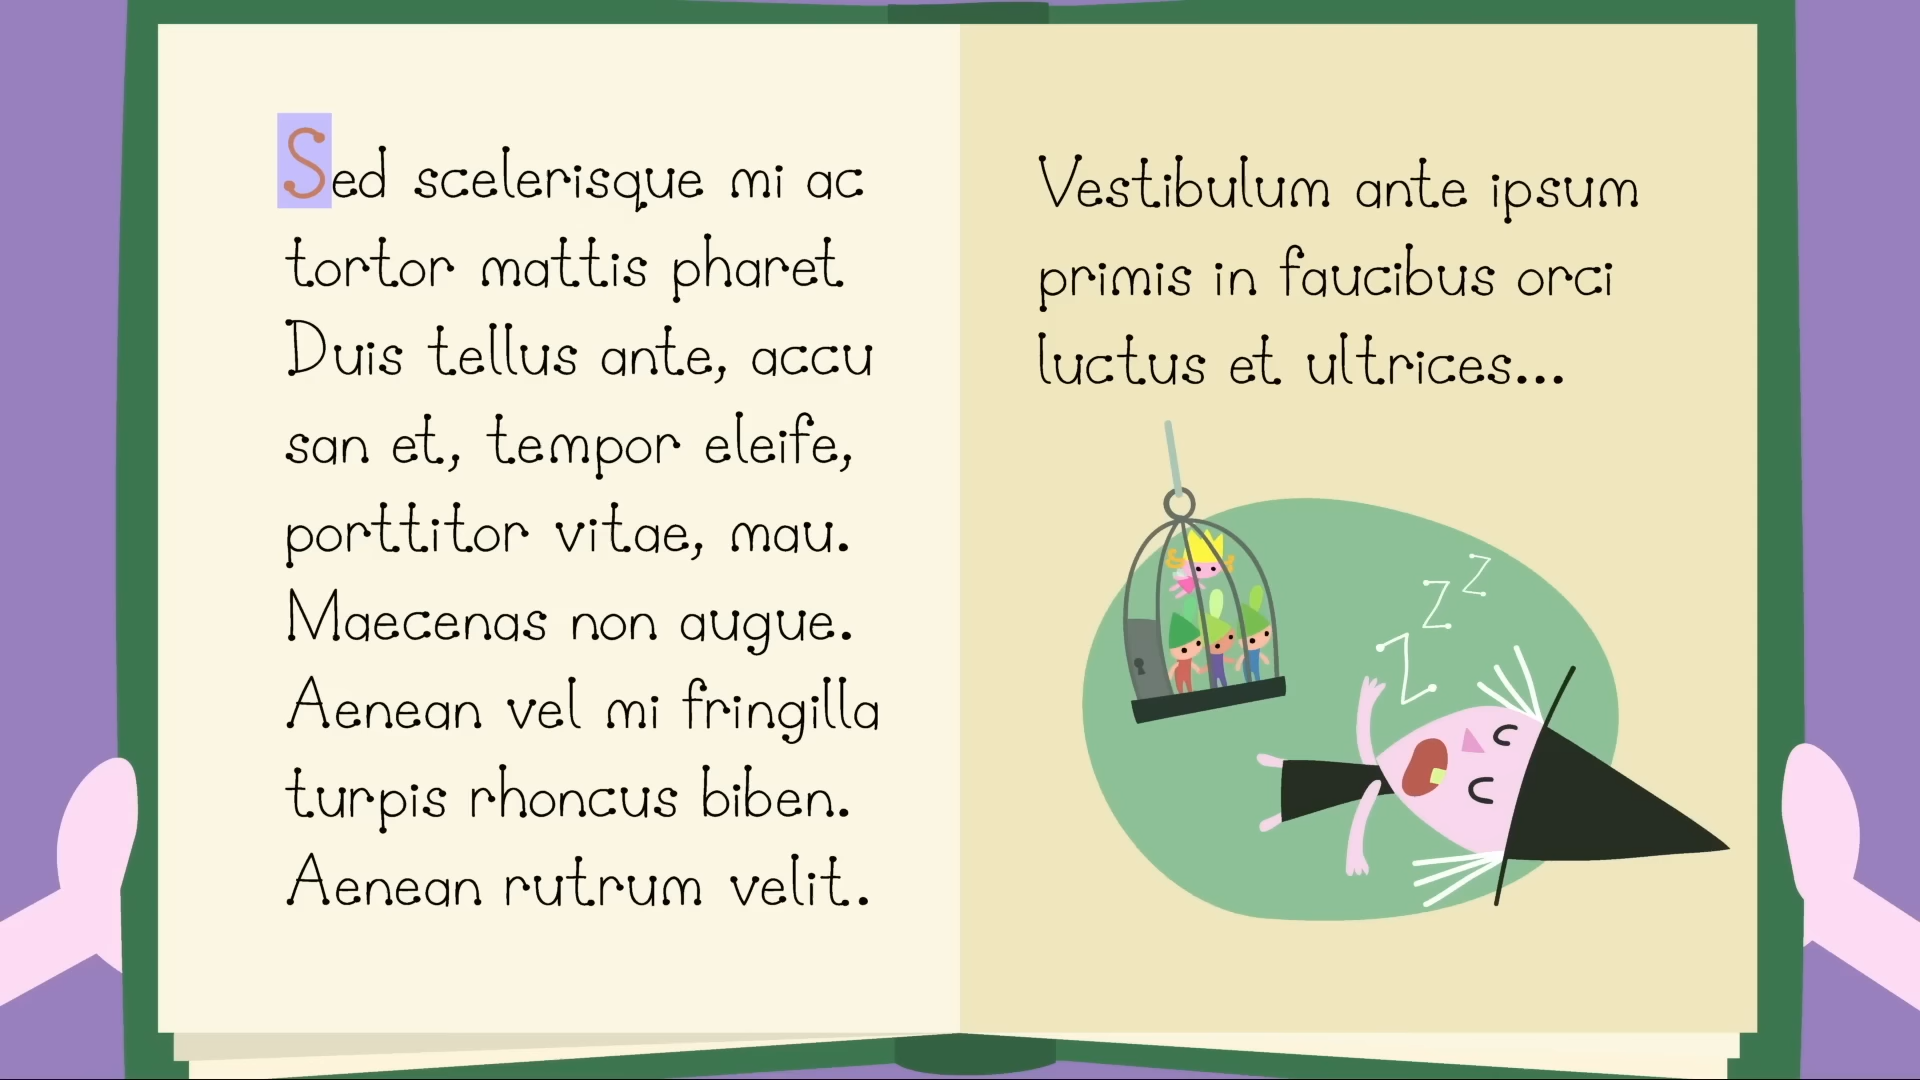 Sed scelerisque mi ac
tortor mattis pharet
Duis tellus ante, accu
san et, tempor eleife,
porttitor vitae, mau.
Maecenas non augue.
Aenean vel mi fringilla
turpis rhoncus biben.
Aenean rutrum velit..
Vestibulum ante ipsum
primis in faucibus orci
luctus et ultrices...
z
z
z